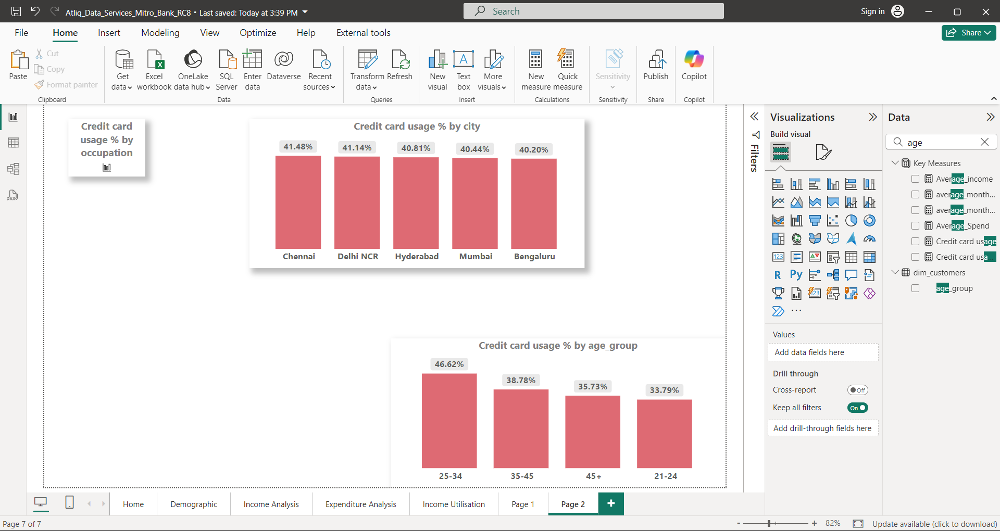 Atliq_Data_Services_Mitro_Bank_RC8 • Last saved: Today at 3:39 PM
Search
Sign in
File Home Insert Modeling View Optimize Help External tools
Share
Paste
Cut
Copy
Format painter
Clipboard
Get data
Excel workbook
OneLake data hub
SQL Server
Enter data
Dataverse
Recent sources
Data
Transform data
Refresh
Queries
New visual
A
Text box
More visuals
Insert
New measure
Quick measure
Calculations
Sensitivity
Sensitivity
Publish
Share
Copilot
Copilot
DAX
Credit card
usage % by
occupation
Credit card usage % by city
41.48% 41.14% 40.81% 40.44% 40.20%
Chennai Delhi NCR Hyderabad Mumbai Bengaluru
Credit card usage % by age_group
46.62% 38.78% 35.73% 33.79%
25-34 35-45 45+ 21-24
Filters
Visualizations
Build visual
123
R Py
123
Values
Add data fields here
Drill through
Cross-report Off
Keep all filters On
Add drill-through fields here
Data
age
Key Measures
Average_income
average_month...
average_month...
Average_Spend
Credit card usage
Credit card usa...
dim_customers
age_group
Home Demographic Income Analysis Expenditure Analysis Income Utilisation Page 1 Page 2 +
Page 7 of 7
- + 82%
Update available (click to download)